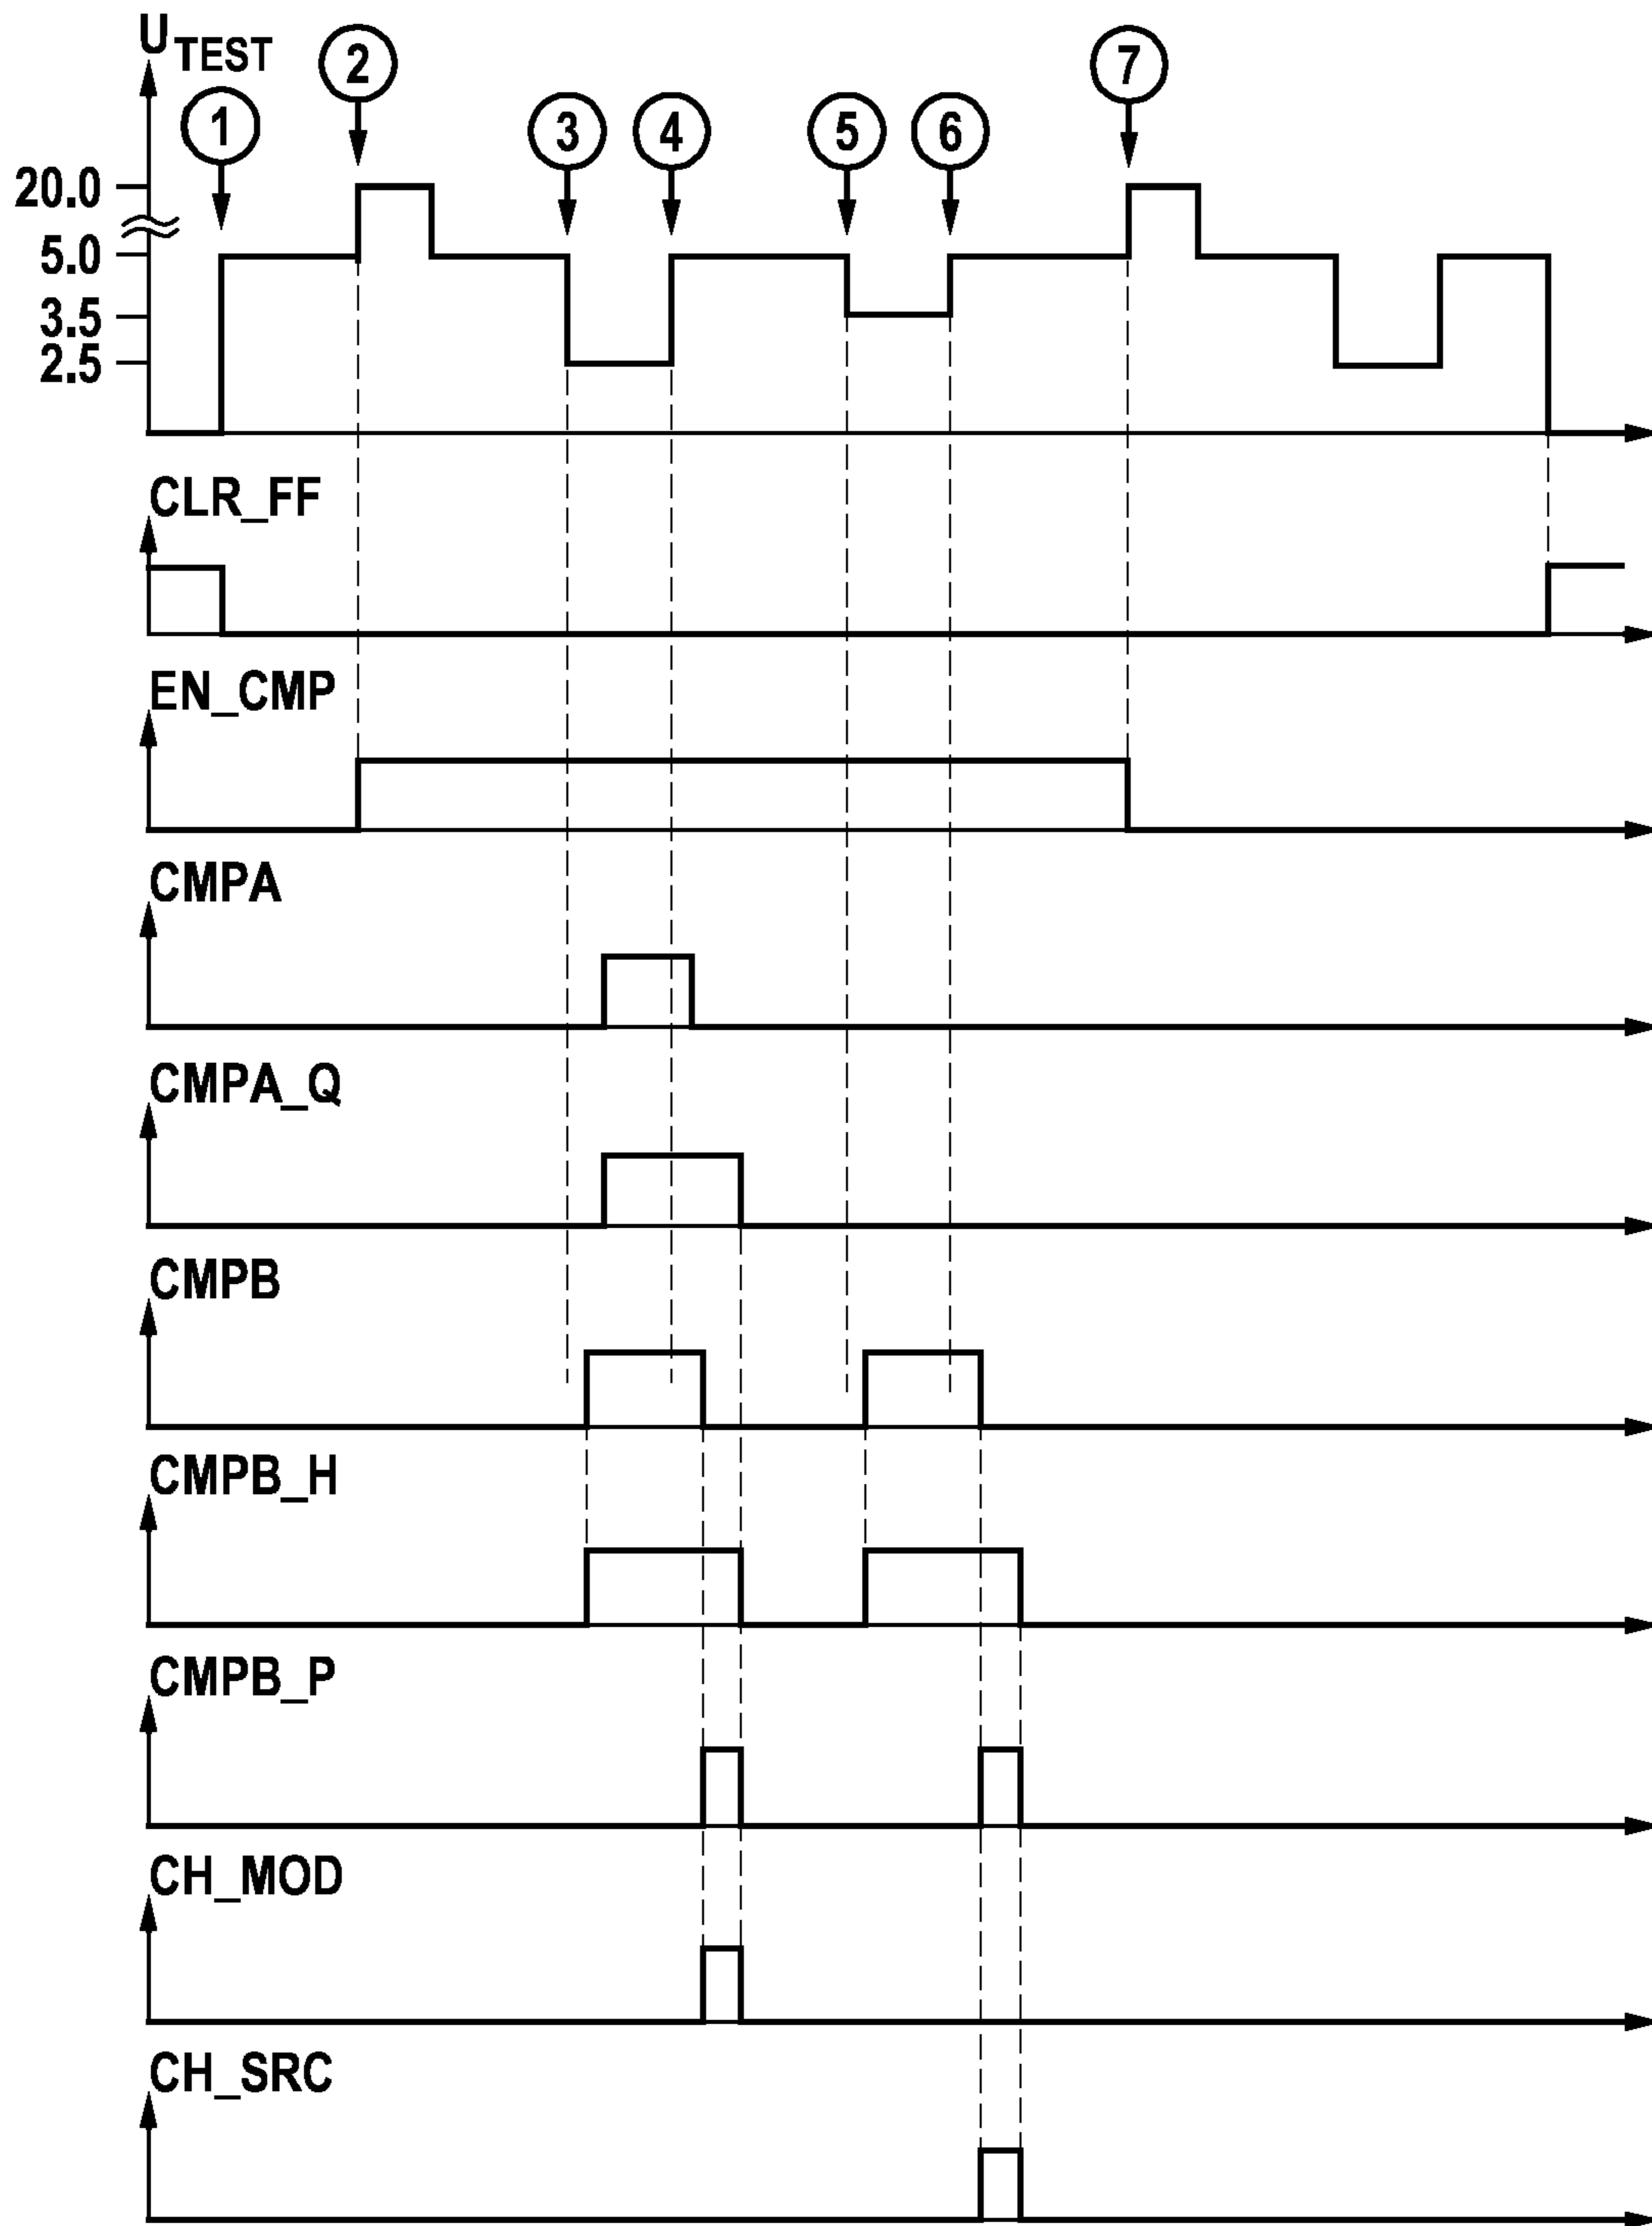 U TEST
1 2 3 4 5 6 7
20.0
5.0
3.5
2.5
CLR_FF
EN_CMP
CMPA
CMPA_Q
CMPB
CMPB_H
CMPB_P
CH_MOD
CH_SRC